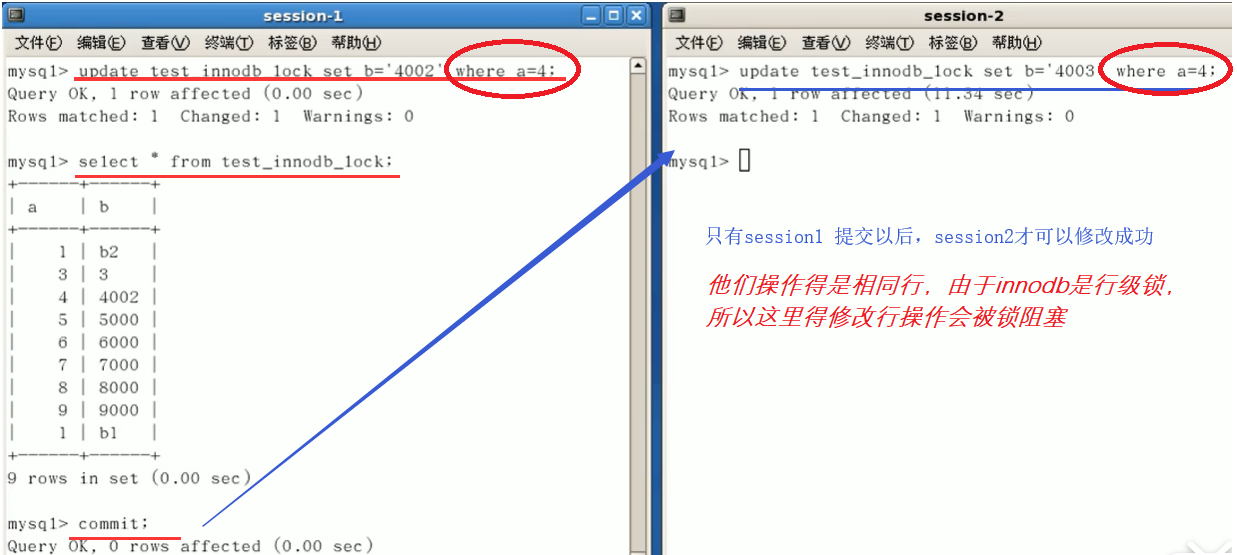 session-1
文件(F) 编辑(E) 查看(V) 终端(T) 标签(B) 帮助(H)
mysql> update test_innodb_lock set b='4002' where a=4;
Query OK, 1 row affected (0.00 sec)
Rows matched: 1  Changed: 1  Warnings: 0
mysql> select * from test_innodb_lock;
+------+------+
| a    | b    |
+------+------+
|    1 | b2   |
|    3 | 3    |
|    4 | 4002 |
|    5 | 5000 |
|    6 | 6000 |
|    7 | 7000 |
|    8 | 8000 |
|    9 | 9000 |
|    1 | b1   |
+------+------+
9 rows in set (0.00 sec)
mysql> commit;
Query OK, 0 rows affected (0.00 sec)
session-2
文件(F) 编辑(E) 查看(V) 终端(T) 标签(B) 帮助(H)
mysql> update test_innodb_lock set b='4003' where a=4;
Query OK, 1 row affected (11.34 sec)
Rows matched: 1  Changed: 1  Warnings: 0
mysql>
只有session1 提交以后，session2才可以修改成功
他们操作得是相同行，由于innodb是行级锁，
所以这里得修改行操作会被锁阻塞